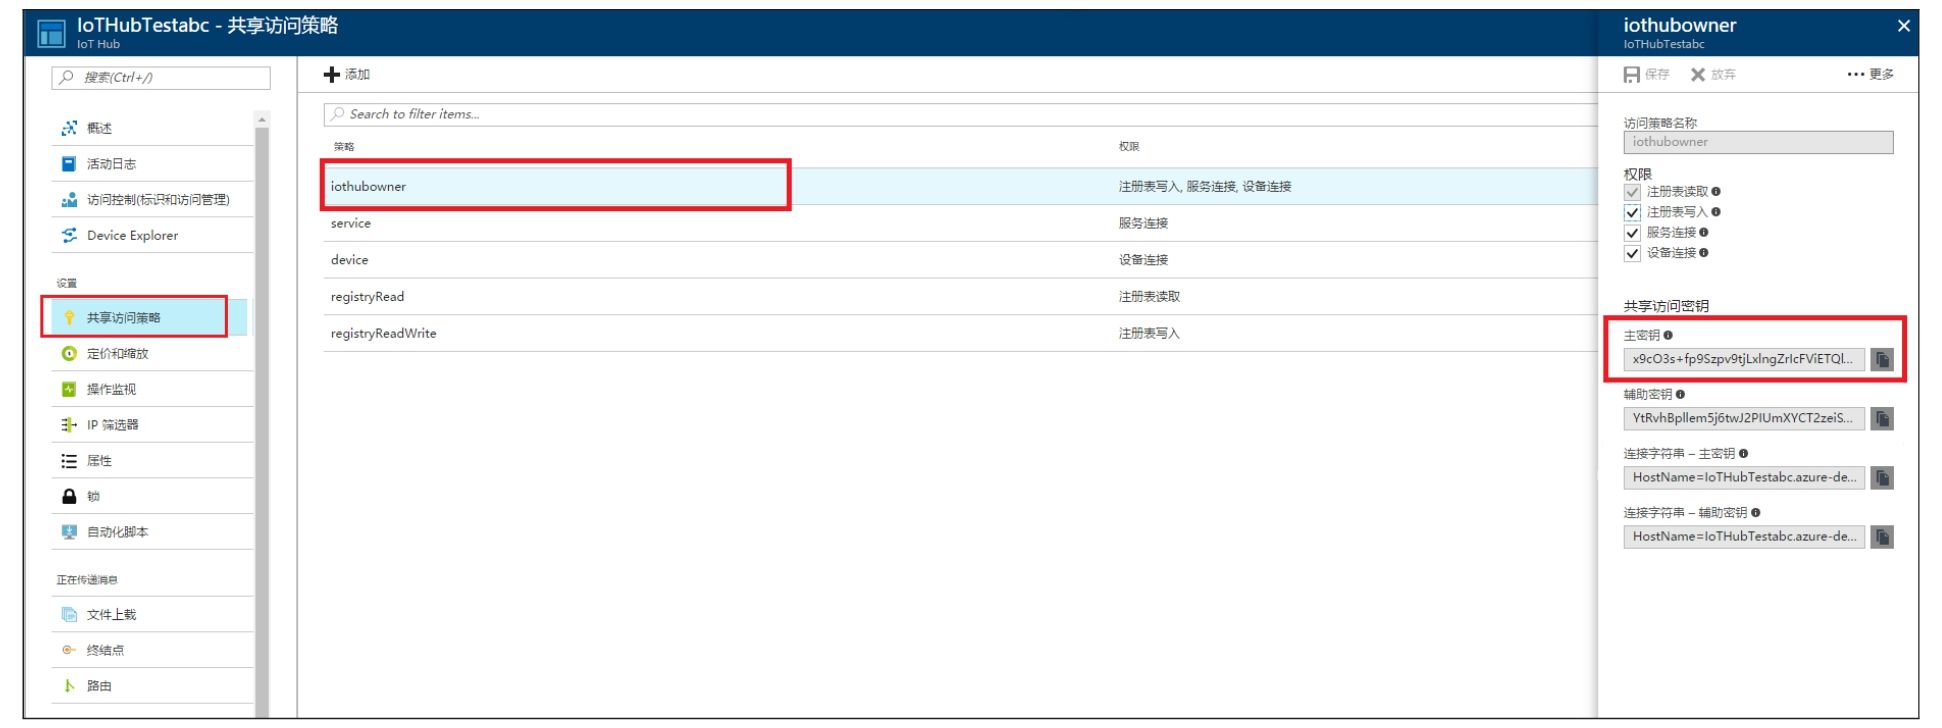 IoTHubTestabc - 共享访问策略
IoT Hub
搜索(Ctrl+/)
概述
活动日志
访问控制(标识和访问管理)
Device Explorer
设置
共享访问策略
定价和缩放
操作监视
IP 筛选器
属性
锁
自动化脚本
正在传递消息
文件上载
终结点
路由
添加
Search to filter items...
策略 权限
iothubowner 注册表写入, 服务连接, 设备连接
service 服务连接
device 设备连接
registryRead 注册表读取
registryReadWrite 注册表写入
iothubowner
IoTHubTestabc
保存 放弃 更多
访问策略名称
iothubowner
权限
注册表读取
注册表写入
服务连接
设备连接
共享访问密钥
主密钥
x9cO3s+fp9Szpv9tjLxlngZrIcFViETQl...
辅助密钥
YtRvhBpllem5j6twJ2PIUmXYCT2zeiS...
连接字符串 – 主密钥
HostName=IoTHubTestabc.azure-de...
连接字符串 – 辅助密钥
HostName=IoTHubTestabc.azure-de...